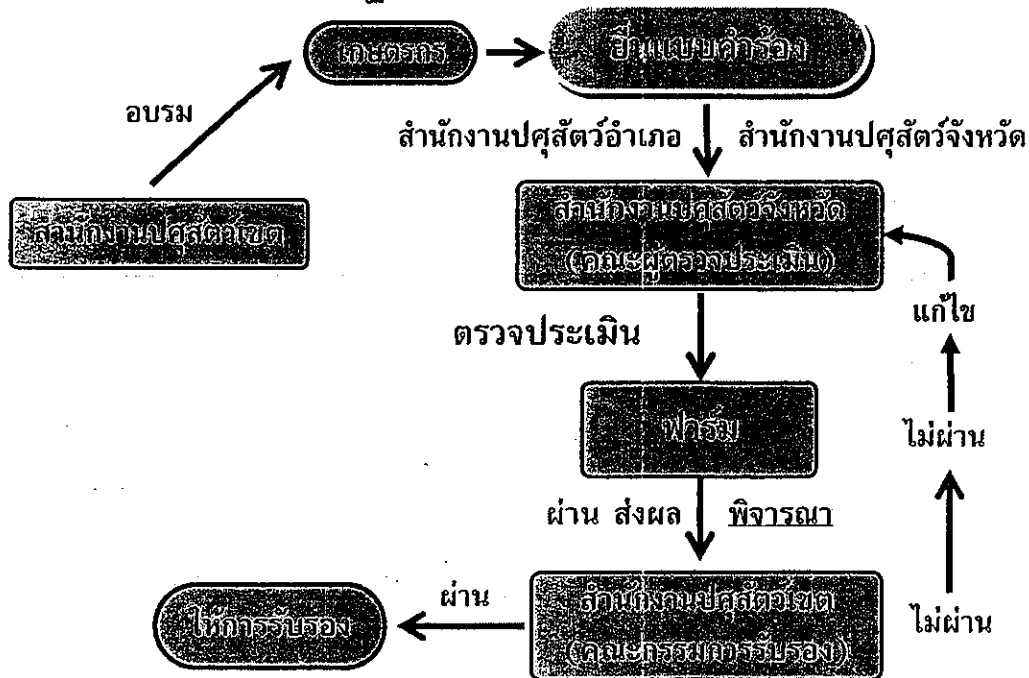 เกษตรกร
ยื่นแบบคำร้อง
อบรม
สำนักงานปศุสัตว์อำเภอ สำนักงานปศุสัตว์จังหวัด
สำนักงานปศุสัตว์เขต
สำนักงานปศุสัตว์จังหวัด
(คณะผู้ตรวจประเมิน)
แก้ไข
ตรวจประเมิน
ฟาร์ม
ไม่ผ่าน
ผ่าน ส่งผล พิจารณา
ผ่าน
สำนักงานปศุสัตว์เขต
ไม่ผ่าน
ให้การรับรอง
(คณะกรรมการรับรอง)